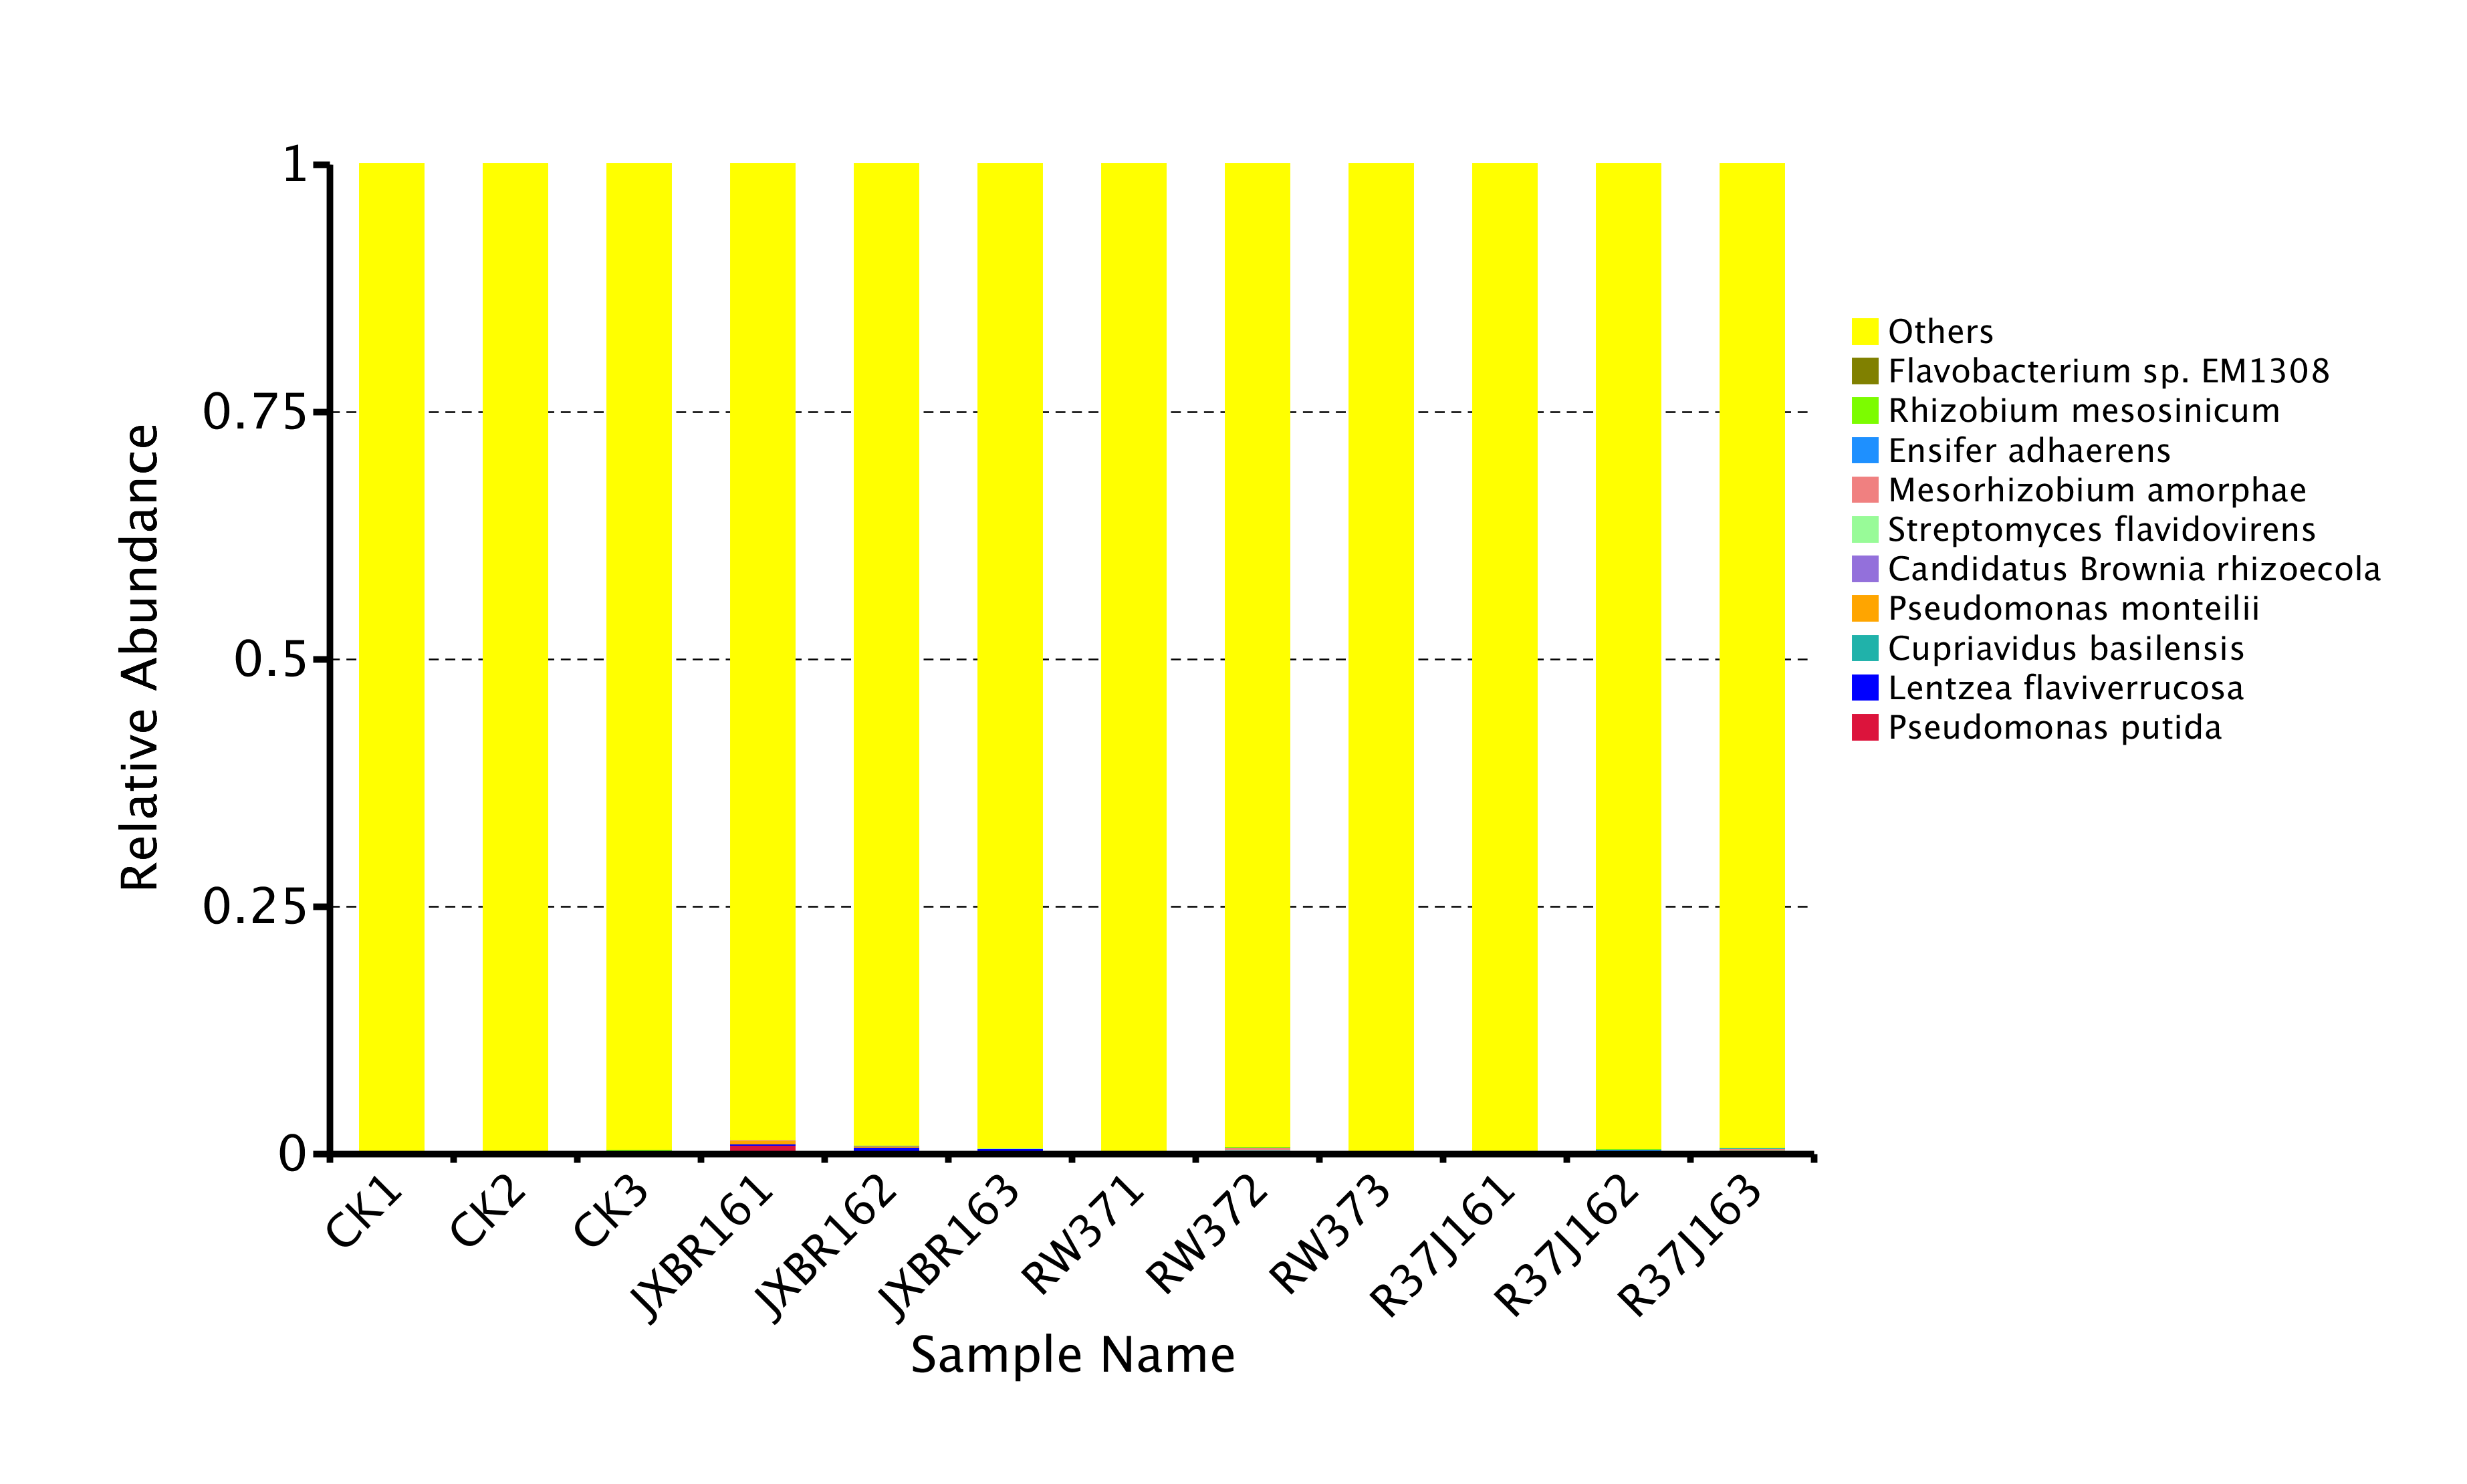 Relative Abundance
1
0.75
0.5
0.25
0
CK1
CK2
CK3
JXBR161
JXBR162
JXBR163
RW371
RW372
RW373
R37J161
R37J162
R37J163
Sample Name
Others
Flavobacterium sp. EM1308
Rhizobium mesosinicum
Ensifer adhaerens
Mesorhizobium amorphae
Streptomyces flavidovirens
Candidatus Brownia rhizoecola
Pseudomonas monteilii
Cupriavidus basilensis
Lentzea flaviverrucosa
Pseudomonas putida